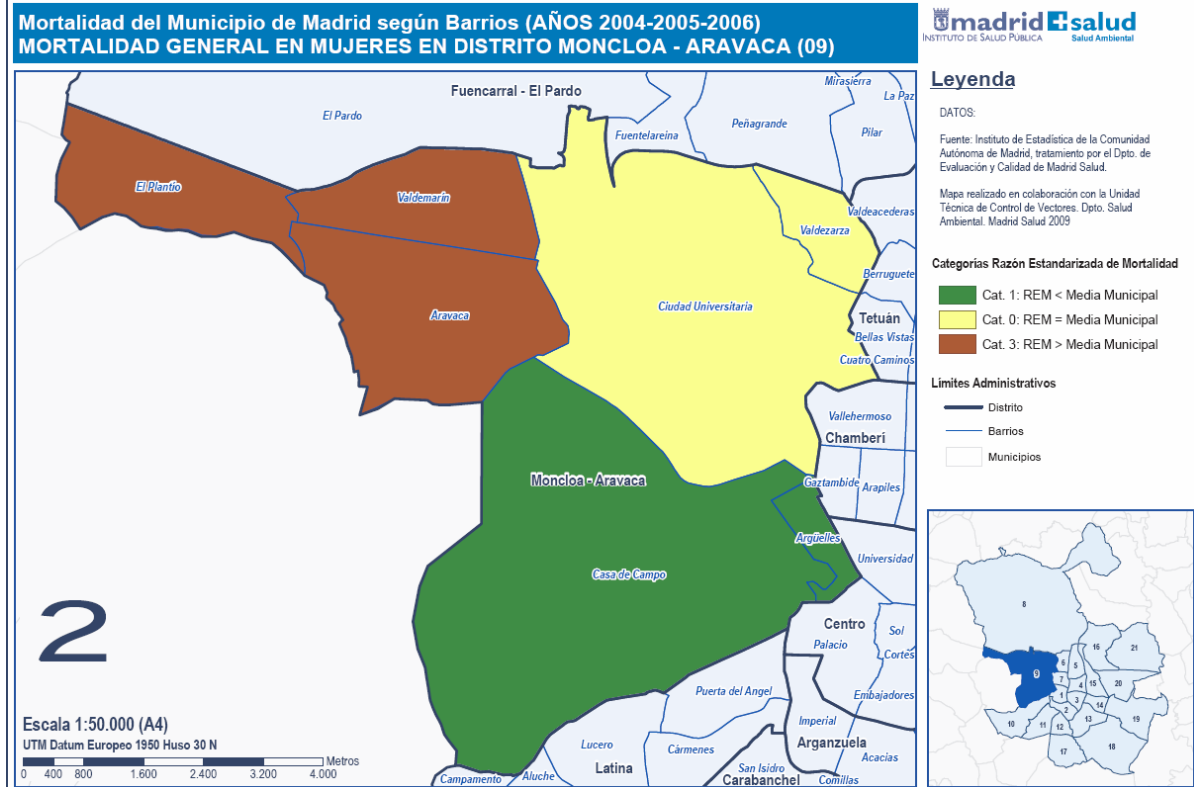 Mortalidad del Municipio de Madrid según Barrios (AÑOS 2004-2005-2006)
MORTALIDAD GENERAL EN MUJERES EN DISTRITO MONCLOA - ARAVACA (09)
madrid salud
INSTITUTO DE SALUD PÚBLICA
Salud Ambiental
Fuencarral - El Pardo
El Pardo
Mirasierra
La Paz
Fuentelareina
Peñagrande
Pilar
El Plantío
Valdemarín
Valdeacederas
Valdezarza
Berruguete
Ciudad Universitaria
Aravaca
Tetuán
Bellas Vistas
Cuatro Caminos
Vallehermoso
Chamberí
Moncloa - Aravaca
Gaztambide
Arapiles
Argüelles
Universidad
Casa de Campo
Centro
Sol
Palacio
Cortés
Puerta del Angel
Embajadores
Imperial
Arganzuela
Lucero
Cármenes
Acacias
Latina
San Isidro
Campamento
Aluche
Carabanchel
Comillas
2
Escala 1:50.000 (A4)
UTM Datum Europeo 1950 Huso 30 N
Metros
0 400 800 1.600 2.400 3.200 4.000
Leyenda
DATOS:
Fuente: Instituto de Estadística de la Comunidad
Autónoma de Madrid, tratamiento por el Dpto. de
Evaluación y Calidad de Madrid Salud.
Mapa realizado en colaboración con la Unidad
Técnica de Control de Vectores. Dpto. Salud
Ambiental. Madrid Salud 2009
Categorías Razón Estandarizada de Mortalidad
Cat. 1: REM < Media Municipal
Cat. 0: REM = Media Municipal
Cat. 3: REM > Media Municipal
Limites Administrativos
Distrito
Barrios
Municipios
8
16
21
6
5
9
7
4
15
20
1
3
14
2
13
19
10
11
12
17
18